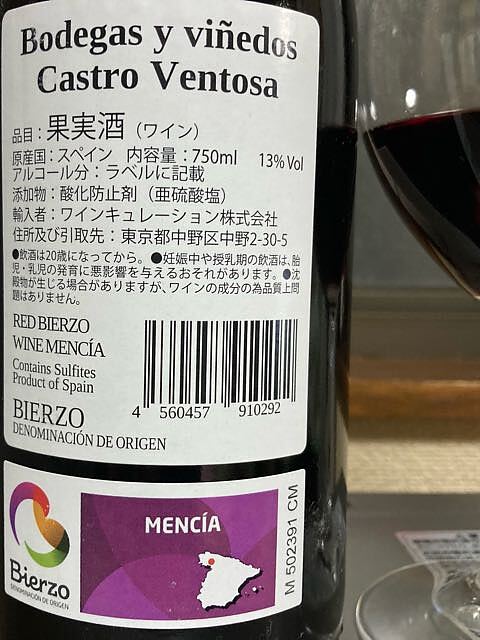 Bodegas y viñedos
Castro Ventosa
品目：果実酒（ワイン）
原産国：スペイン 内容量：750ml 13% Vol
アルコール分：ラベルに記載
添加物：酸化防止剤（亜硫酸塩）
輸入者：ワインキュレーション株式会社
住所及び引取先：東京都中野区中野2-30-5
●飲酒は20歳になってから。●妊娠中や授乳期の飲酒は、胎
児・乳児の発育に悪影響を与えるおそれがあります。●沈
殿物が生じる場合がありますが、ワインの成分の為品質上問
題はありません。
RED BIERZO
WINE MENCÍA
Contains Sulfites
Product of Spain
BIERZO
DENOMINACIÓN DE ORIGEN
4 560457 910292
MENCÍA
Bierzo
DENOMINACIÓN DE ORIGEN
M 502391 CM